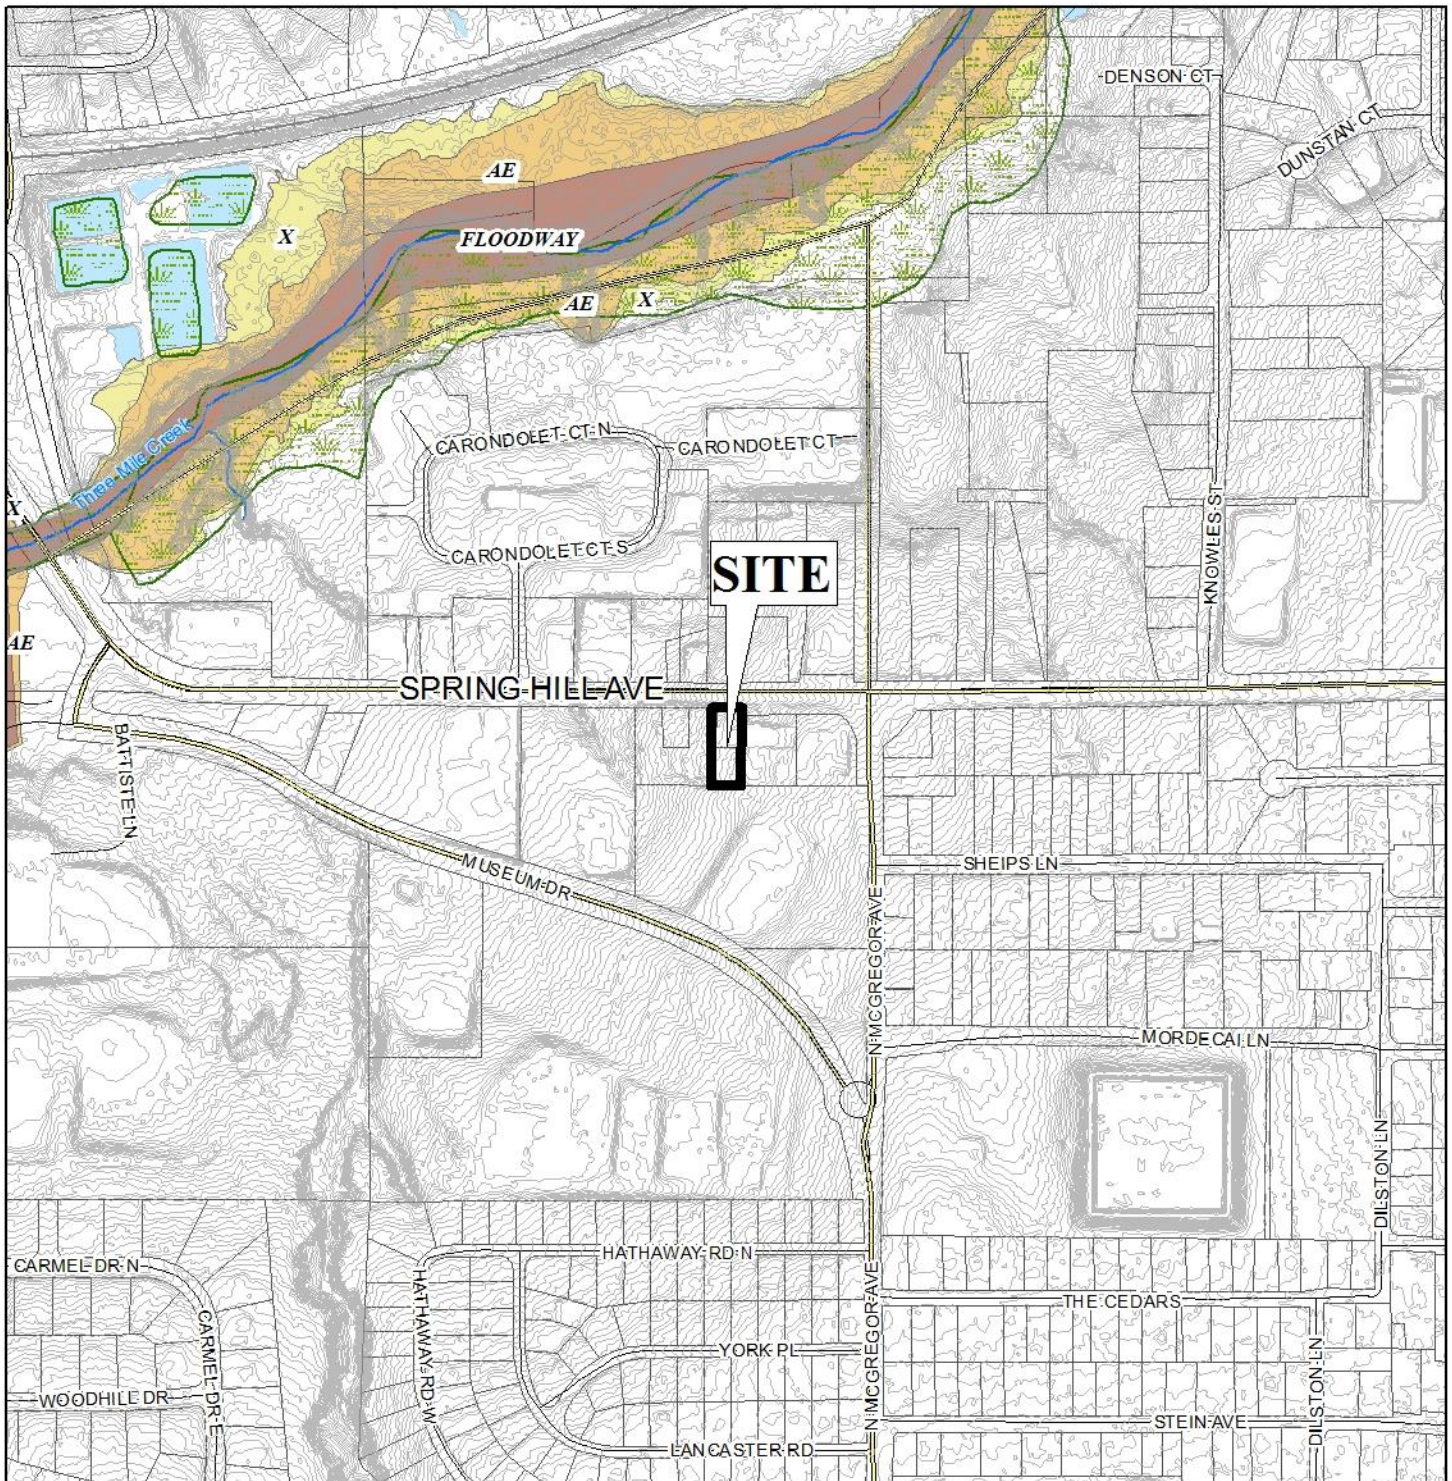 DENSON CT
DUNSTAN CT
AE
X
FLOODWAY
AE
X
Three Mile Creek
CARONDOLET CT N
CARONDOLET CT
X
CARONDOLET CT S
SITE
KNOWLES ST
AE
SPRING HILL AVE
BATTISTE LN
MUSEUM DR
SHEIPS LN
N MCGREGOR AVE
MORDECAI LN
DILSTON LN
HATHAWAY RD N
CARMEL DR N
HATHAWAY RD W
THE CEDARS
CARMEL DR E
YORK PL
N MCGREGOR AVE
DILSTON LN
WOODHILL DR
STEIN AVE
LANCASTER RD